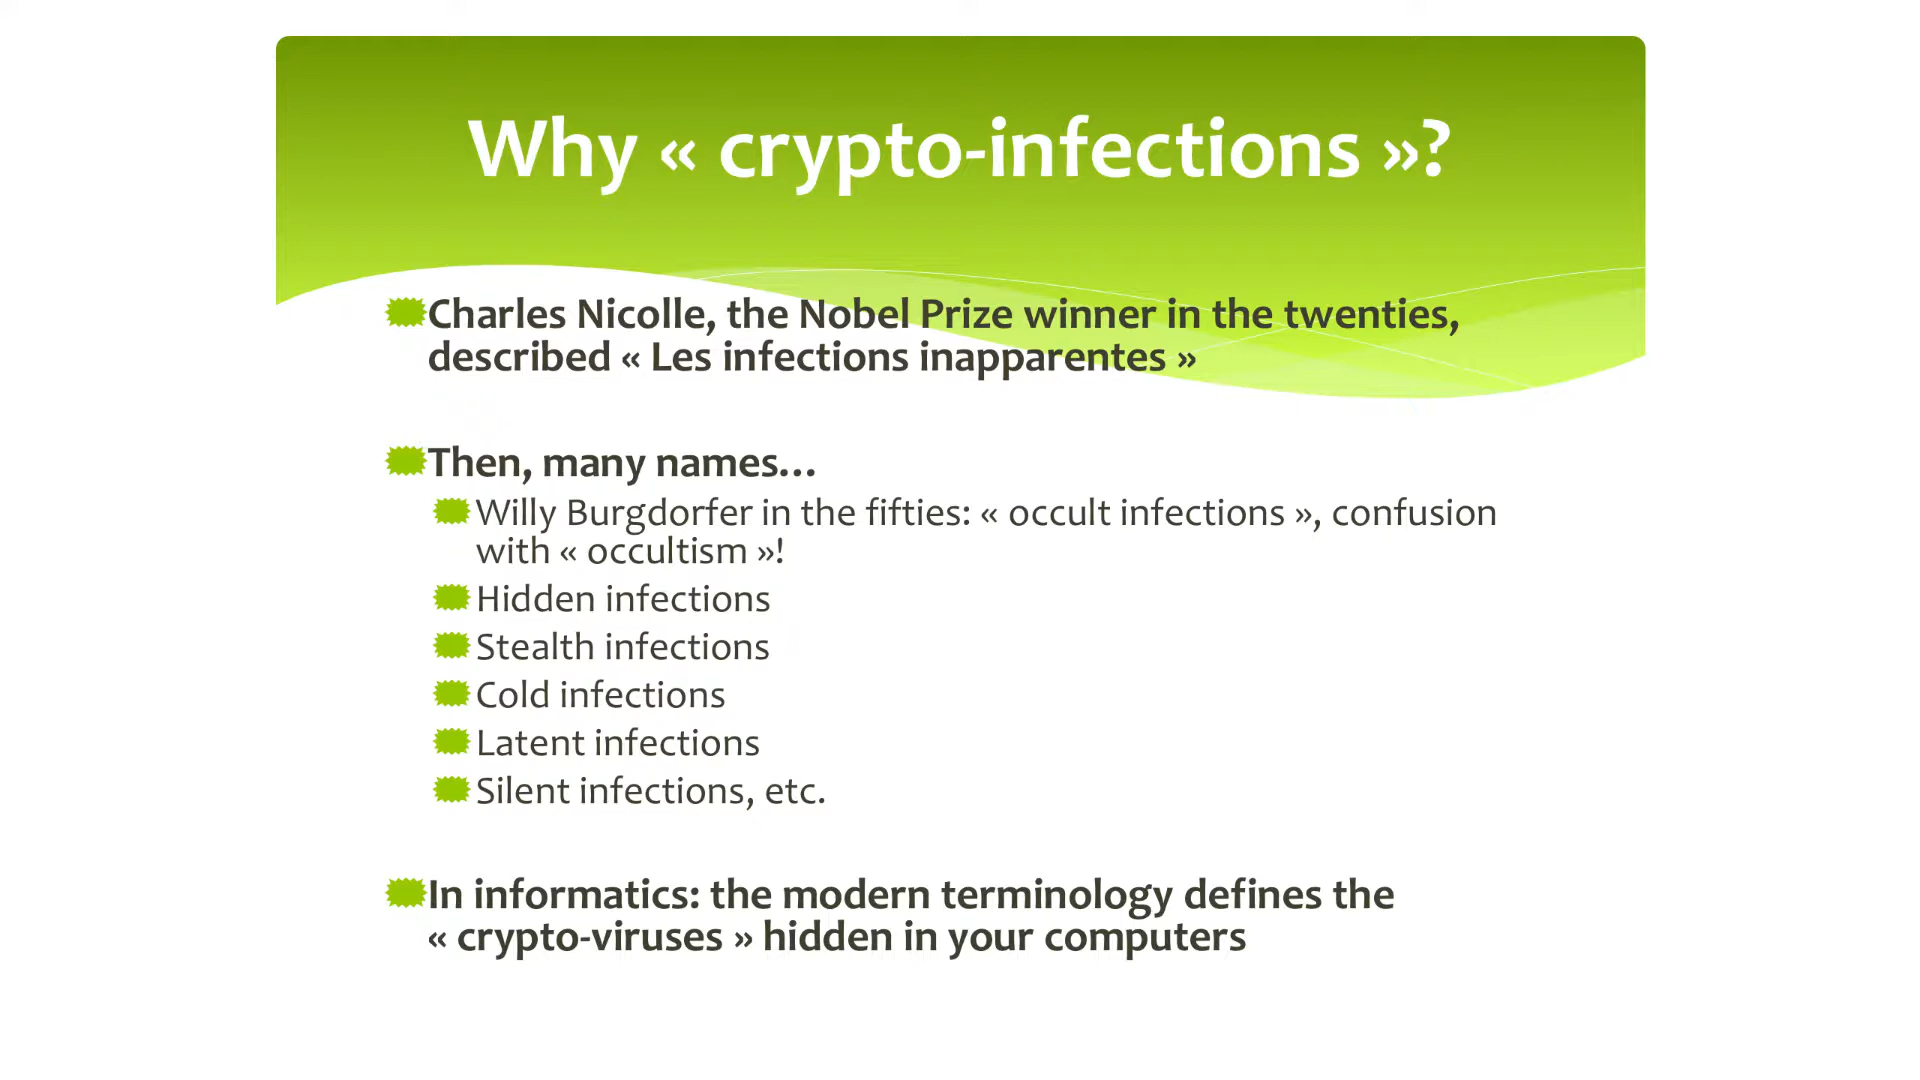 Why « crypto-infections »?
Charles Nicolle, the Nobel Prize winner in the twenties,
described « Les infections inapparentes »
Then, many names…
Willy Burgdorfer in the fifties: « occult infections », confusion
with « occultism »!
Hidden infections
Stealth infections
Cold infections
Latent infections
Silent infections, etc.
In informatics: the modern terminology defines the
« crypto-viruses » hidden in your computers